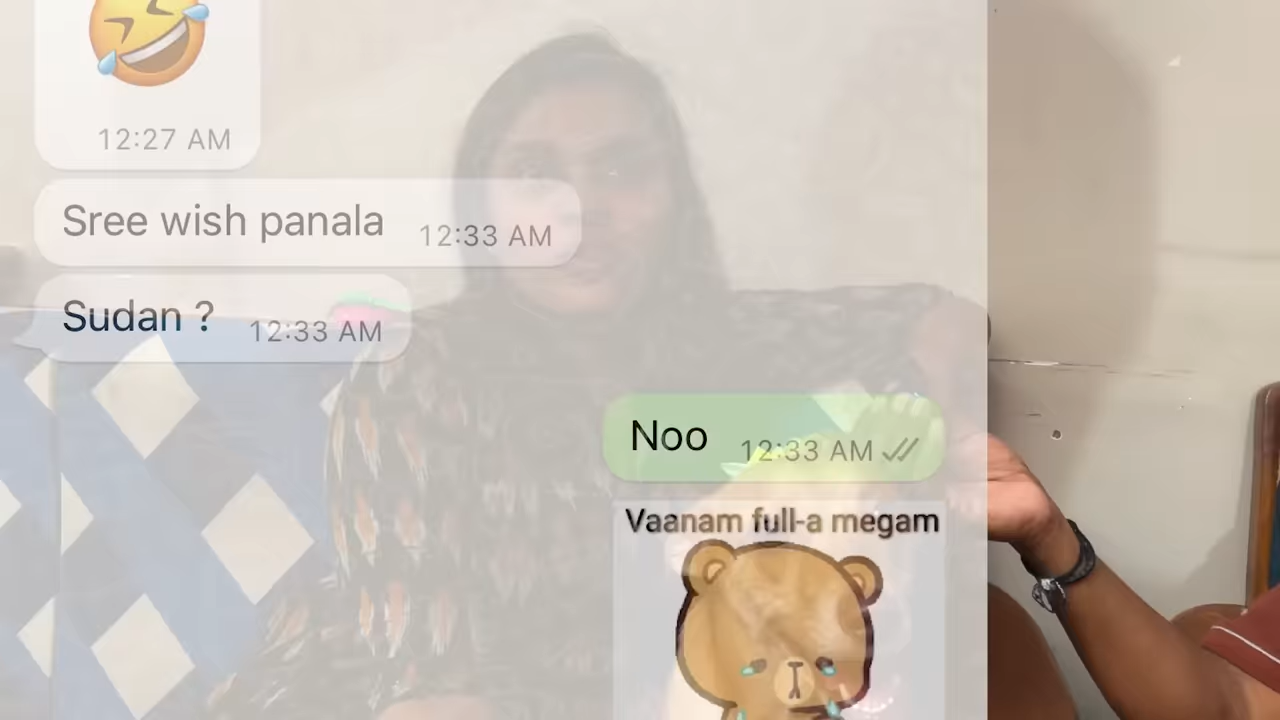 12:27 AM
Sree wish panala 12:33 AM
Sudan ? 12:33 AM
Noo 12:33 AM
Vaanam full-a megam